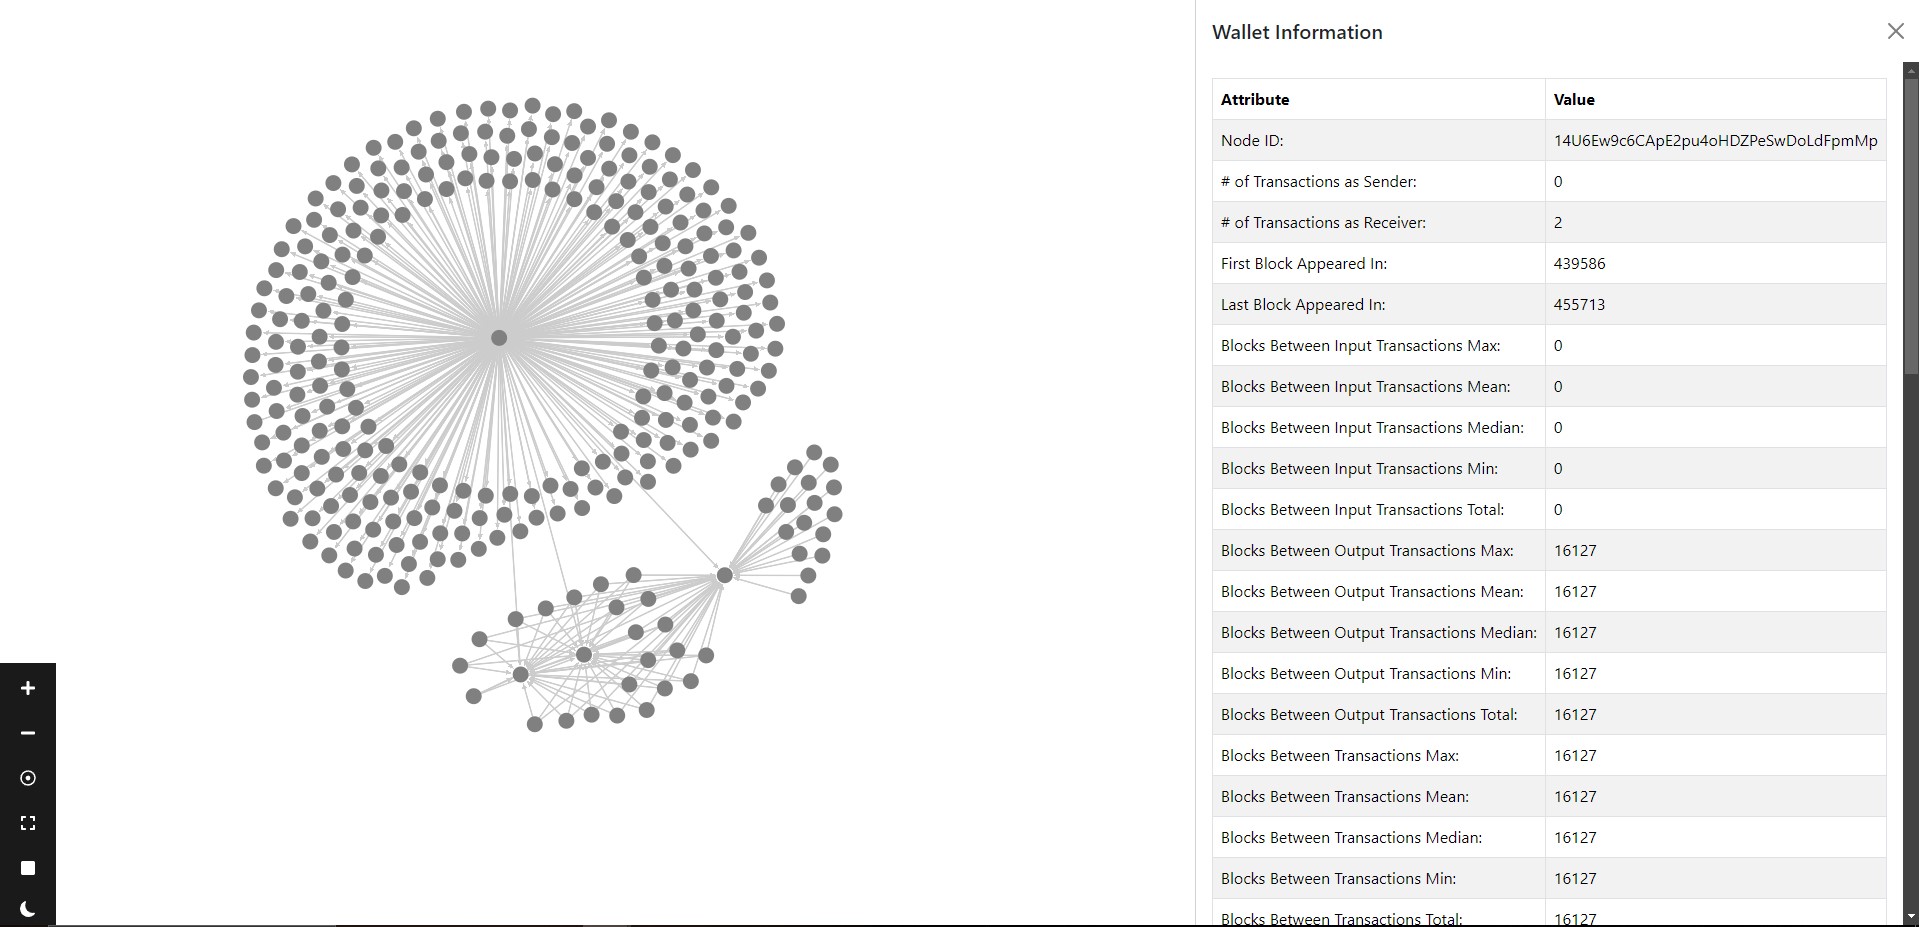 Wallet Information
Attribute Value
Node ID: 14U6Ew9c6CApE2pu4oHDZPeSwDoLdFpmMp
# of Transactions as Sender: 0
# of Transactions as Receiver: 2
First Block Appeared In: 439586
Last Block Appeared In: 455713
Blocks Between Input Transactions Max: 0
Blocks Between Input Transactions Mean: 0
Blocks Between Input Transactions Median: 0
Blocks Between Input Transactions Min: 0
Blocks Between Input Transactions Total: 0
Blocks Between Output Transactions Max: 16127
Blocks Between Output Transactions Mean: 16127
Blocks Between Output Transactions Median: 16127
Blocks Between Output Transactions Min: 16127
Blocks Between Output Transactions Total: 16127
Blocks Between Transactions Max: 16127
Blocks Between Transactions Mean: 16127
Blocks Between Transactions Median: 16127
Blocks Between Transactions Min: 16127
Blocks Between Transactions Total: 16127